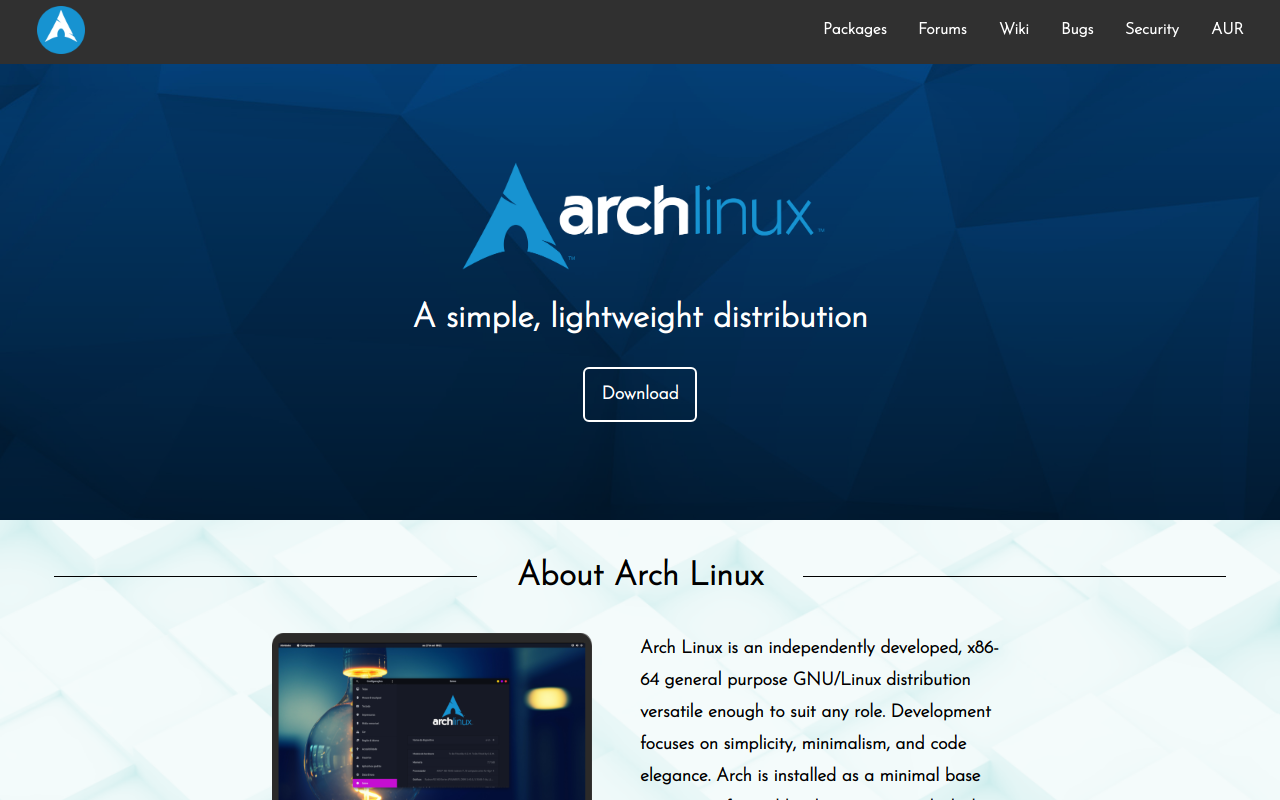 Packages Forums Wiki Bugs Security AUR
archlinux™
A simple, lightweight distribution
Download
About Arch Linux
archlinux
Arch Linux is an independently developed, x86-
64 general purpose GNU/Linux distribution
versatile enough to suit any role. Development
focuses on simplicity, minimalism, and code
elegance. Arch is installed as a minimal base